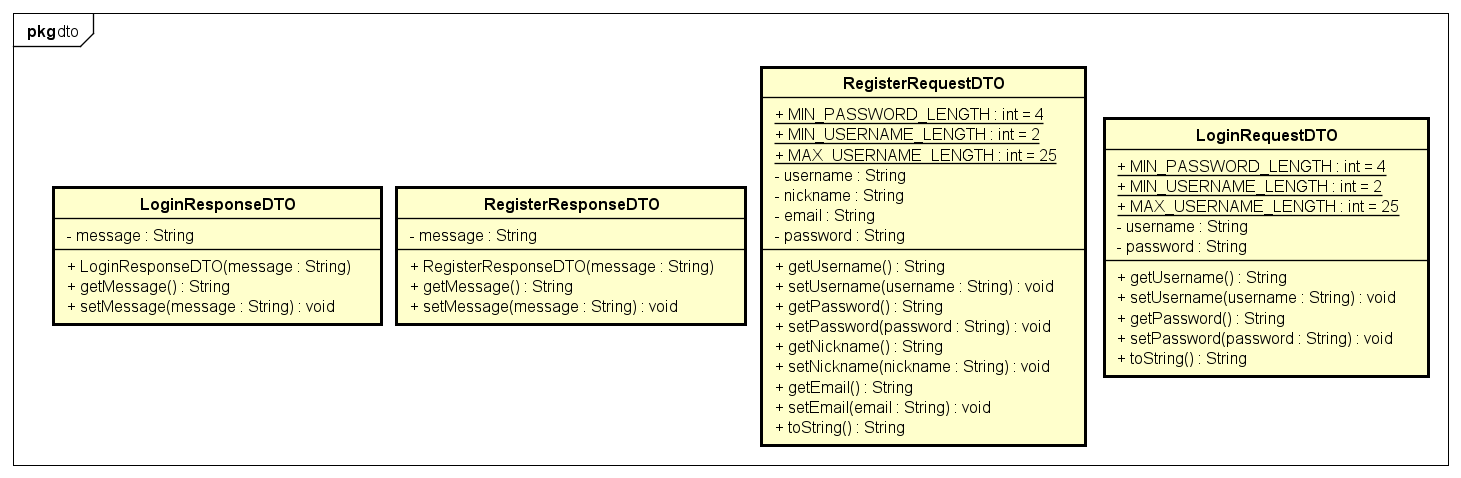 pkg dto
LoginResponseDTO
- message : String
+ LoginResponseDTO(message : String)
+ getMessage() : String
+ setMessage(message : String) : void
RegisterResponseDTO
- message : String
+ RegisterResponseDTO(message : String)
+ getMessage() : String
+ setMessage(message : String) : void
RegisterRequestDTO
+ MIN_PASSWORD_LENGTH : int = 4
+ MIN_USERNAME_LENGTH : int = 2
+ MAX_USERNAME_LENGTH : int = 25
- username : String
- nickname : String
- email : String
- password : String
+ getUsername() : String
+ setUsername(username : String) : void
+ getPassword() : String
+ setPassword(password : String) : void
+ getNickname() : String
+ setNickname(nickname : String) : void
+ getEmail() : String
+ setEmail(email : String) : void
+ toString() : String
LoginRequestDTO
+ MIN_PASSWORD_LENGTH : int = 4
+ MIN_USERNAME_LENGTH : int = 2
+ MAX_USERNAME_LENGTH : int = 25
- username : String
- password : String
+ getUsername() : String
+ setUsername(username : String) : void
+ getPassword() : String
+ setPassword(password : String) : void
+ toString() : String